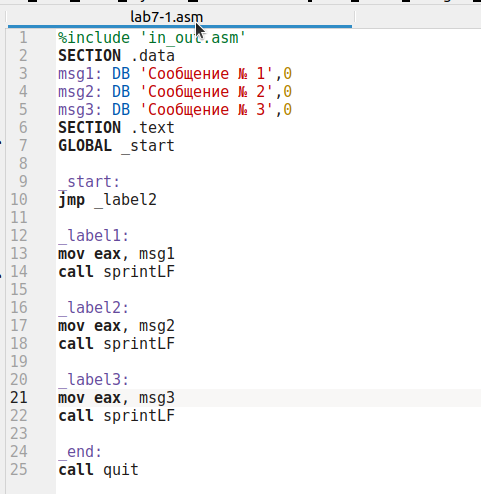 lab7-1.asm
1 %include 'in_out.asm'
2 SECTION .data
3 msg1: DB 'Сообщение № 1',0
4 msg2: DB 'Сообщение № 2',0
5 msg3: DB 'Сообщение № 3',0
6 SECTION .text
7 GLOBAL _start
8
9 _start:
10 jmp _label2
11
12 _label1:
13 mov eax, msg1
14 call sprintLF
15
16 _label2:
17 mov eax, msg2
18 call sprintLF
19
20 _label3:
21 mov eax, msg3
22 call sprintLF
23
24 _end:
25 call quit